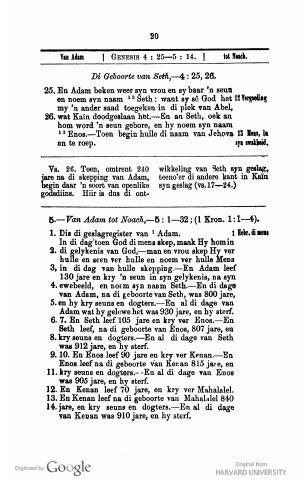 20
Van Adam | GENESIS 4 : 25—5 : 14. | tot Noach.
Di Geboorte van Seth,—4 : 25, 26.
25. En Adam beken weer syn vrou en sy baar 'n seun
en noem syn naam ¹² Seth: want sy sê God het 12 Vergoeding
my 'n ander saad toegeken in di plek van Abel,
26. wat Kain doodgeslaan hht.—En an Seth, ook an
hom word 'n seun gebore, en hy noem syn naam
¹³ Enos.—Toen begin hulle di naam van Jehova 13 Mens, in
an te roep. syn swakheid.
Vs. 26. Toen, omtrent 240
jare na di skepping van Adam,
begin daar 'n soort van openlike
godsdiins. Hiir is dus di ont-
wikkeling van Seth syn geslag,
teeno'er di andere kant in Kain
syn geslag (vs.17—24.)
5.—Van Adam tot Noach,—5 : 1—32; (1 Kron. 1: 1—4).
1. Dis di geslagregister van ¹ Adam. 1 Hebr. di mens
In di dag toen God di mens skep, maak Hy hom in
2. di gelykenis van God,—man en vrou skep Hy ver
hulle en seen ver hulle en noem ver hulle Mens
3, in di dag van hulle skepping.—En Adam leef
130 jare en kry 'n seun in syn gelykenis, na syn
4. ewebeeld, en noem syn naam Seth.—En di dage
van Adam, na di geboorte van Seth, was 800 jare,
5. en hy kry seuns en dogters.—En al di dage van
Adam wat hy gelewe het was 930 jare, en hy sterf.
6. 7. En Seth leef 105 jare en kry ver Enos.—En
Seth leef, na di geboorte van Enos, 807 jare, en
8. kry seuns en dogters.—En al di dage van Seth
was 912 jare, en hy sterf.
9. 10. En Enos leef 90 jare en kry ver Kenan.—En
Enos leef na di geboorte van Kenan 815 jare, en
11. kry seuns en dogters.—En al di dage van Enos
was 905 jare, en hy sterf.
12. En Kenan leef 70 jare, en kry ver Mahalalel.
13. En Kenan leef na di geboorte van Mahalalel 840
14. jare, en kry seuns en dogters.—En al di dage
van Kenan was 910 jare, en hy sterf.
Digitized by Google
Original from
HARVARD UNIVERSITY